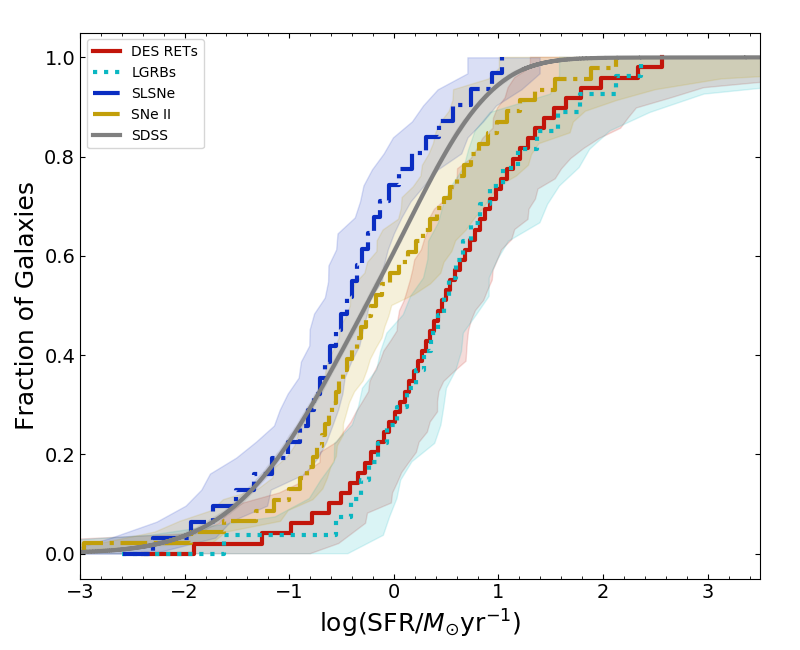 DES RETs
LGRBs
SLSNe
SNe II
SDSS
Fraction of Galaxies
1.0
0.8
0.6
0.4
0.2
0.0
−3 −2 −1 0 1 2 3
log(SFR/M⊙yr⁻¹)